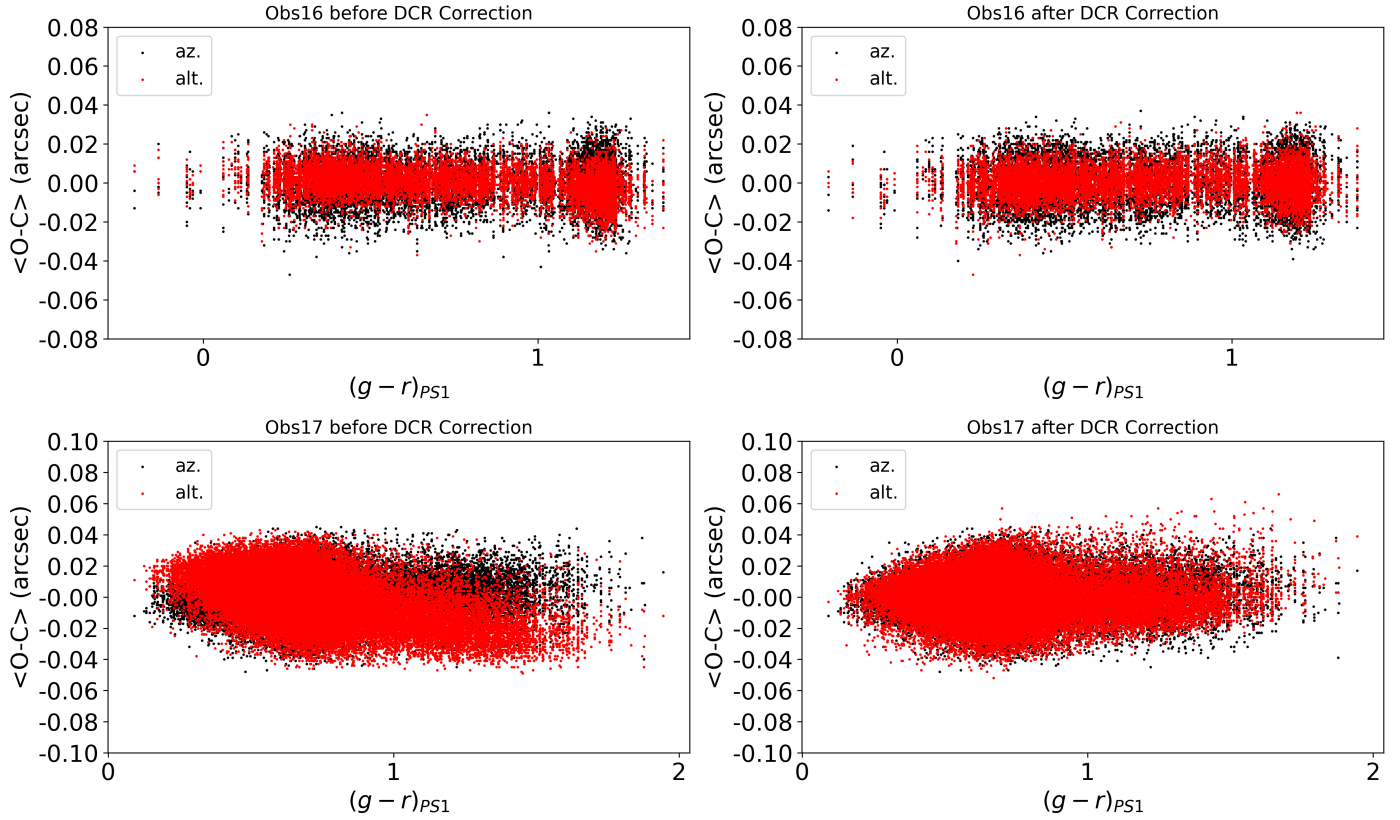 Obs16 before DCR Correction
0.08
0.06
0.04
0.02
0.00
-0.02
-0.04
-0.06
-0.08
<O-C> (arcsec)
az.
alt.
0 1
(g − r)PS1
Obs16 after DCR Correction
0.08
0.06
0.04
0.02
0.00
-0.02
-0.04
-0.06
-0.08
<O-C> (arcsec)
az.
alt.
0 1
(g − r)PS1
Obs17 before DCR Correction
0.10
0.08
0.06
0.04
0.02
-0.00
-0.02
-0.04
-0.06
-0.08
-0.10
<O-C> (arcsec)
az.
alt.
0 1 2
(g − r)PS1
Obs17 after DCR Correction
0.10
0.08
0.06
0.04
0.02
-0.00
-0.02
-0.04
-0.06
-0.08
-0.10
<O-C> (arcsec)
az.
alt.
0 1 2
(g − r)PS1